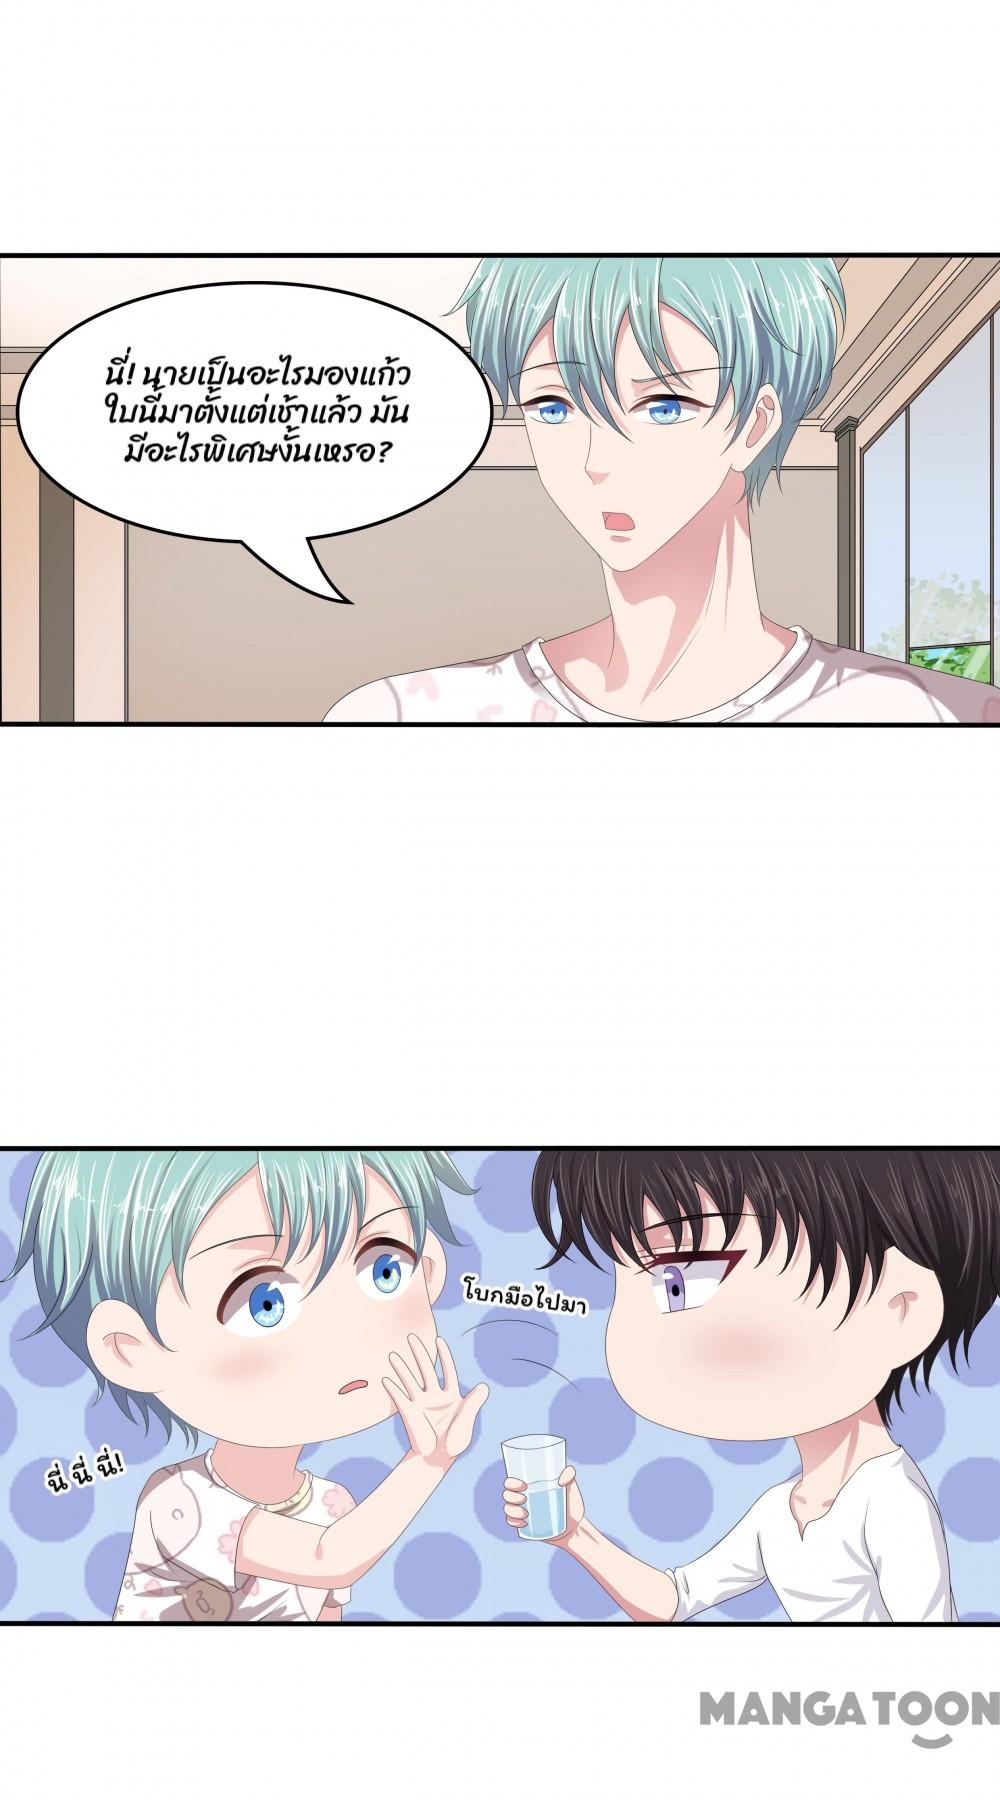 นี่! นายเป็นอะไรมองแก้ว
ใบนี้มาตั้งแต่เช้าแล้ว มัน
มีอะไรพิเศษงั้นเหรอ?
โบกมือไปมา
นี่ นี่ นี่!
MANGATOON